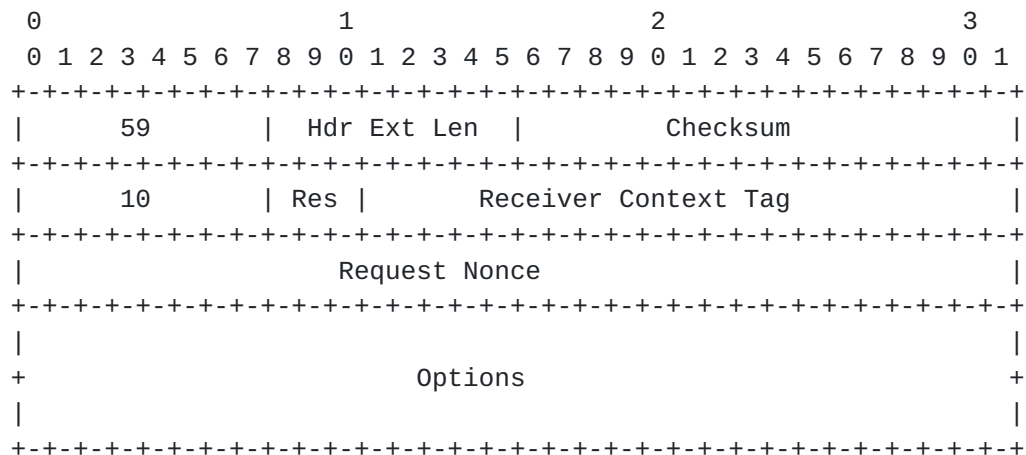 0                   1                   2                   3
 0 1 2 3 4 5 6 7 8 9 0 1 2 3 4 5 6 7 8 9 0 1 2 3 4 5 6 7 8 9 0 1
+-+-+-+-+-+-+-+-+-+-+-+-+-+-+-+-+-+-+-+-+-+-+-+-+-+-+-+-+-+-+-+-+
|      59       |  Hdr Ext Len  |         Checksum              |
+-+-+-+-+-+-+-+-+-+-+-+-+-+-+-+-+-+-+-+-+-+-+-+-+-+-+-+-+-+-+-+-+
|      10       | Res |       Receiver Context Tag              |
+-+-+-+-+-+-+-+-+-+-+-+-+-+-+-+-+-+-+-+-+-+-+-+-+-+-+-+-+-+-+-+-+
|                    Request Nonce                              |
+-+-+-+-+-+-+-+-+-+-+-+-+-+-+-+-+-+-+-+-+-+-+-+-+-+-+-+-+-+-+-+-+
|                                                               |
+                         Options                               +
|                                                               |
+-+-+-+-+-+-+-+-+-+-+-+-+-+-+-+-+-+-+-+-+-+-+-+-+-+-+-+-+-+-+-+-+